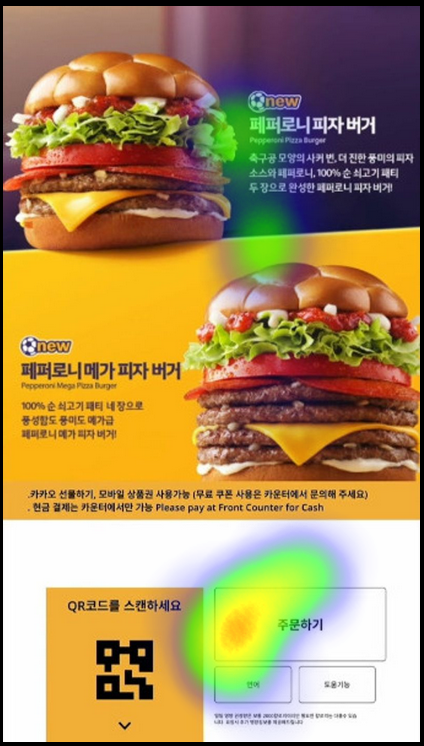 new
페퍼로니 피자 버거
Pepperoni Pizza Burger
축구공 모양의 사커 번, 더 진한 풍미의 피자
소스와 페퍼로니, 100% 순 쇠고기 패티
두 장으로 완성한 페퍼로니 피자 버거!
new
페퍼로니 메가 피자 버거
Pepperoni Mega Pizza Burger
100% 순 쇠고기 패티 네 장으로
풍성함도 풍미도 메가급
페퍼로니 메가 피자 버거!
.카카오 선물하기, 모바일 상품권 사용가능 (무료 쿠폰 사용은 카운터에서 문의해 주세요)
. 현금 결제는 카운터에서만 가능 Please pay at Front Counter for Cash
QR코드를 스캔하세요
주문하기
언어
도움기능